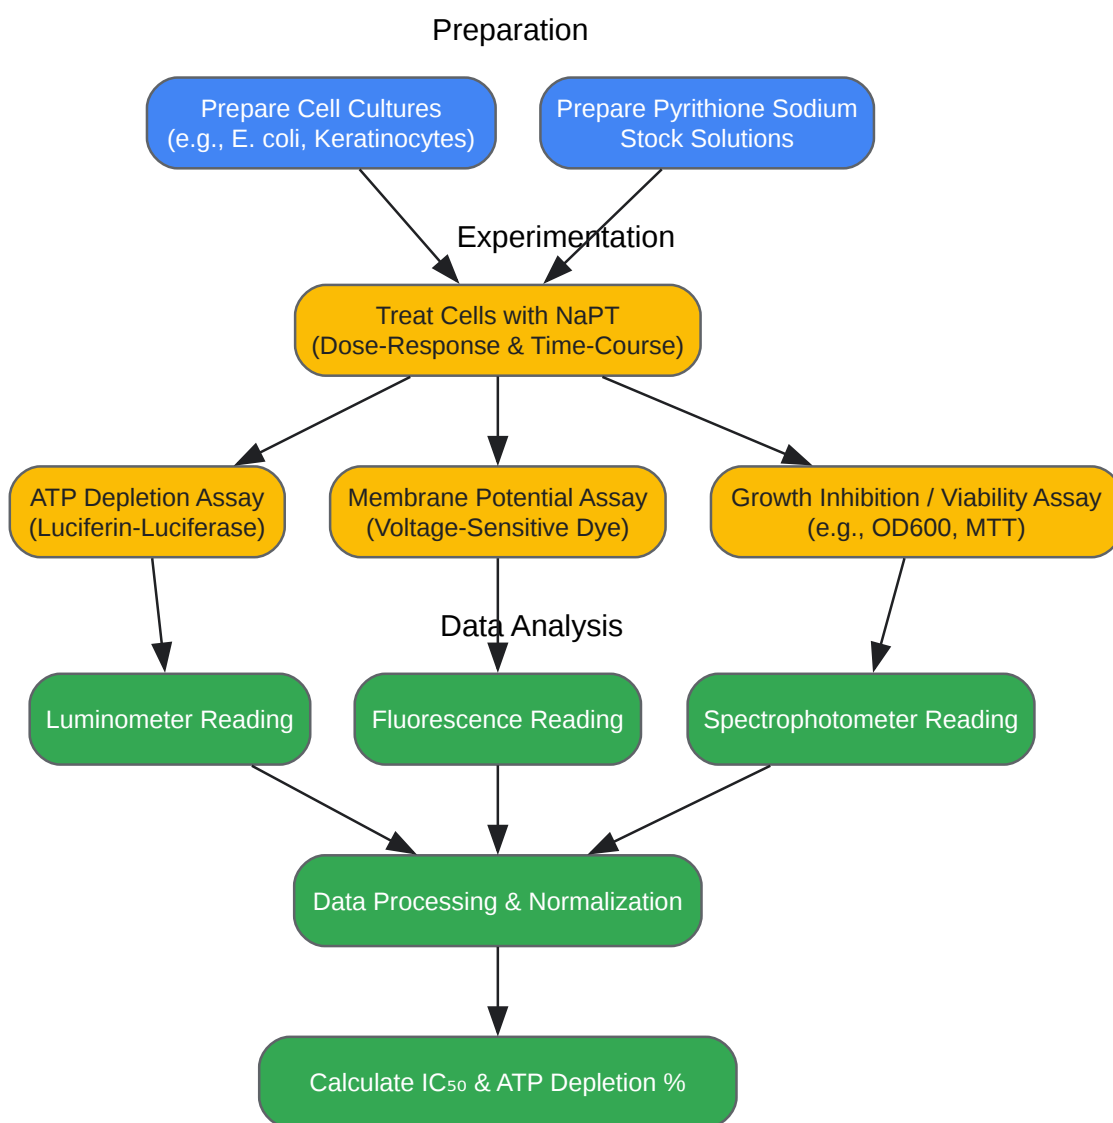 Preparation
Prepare Cell Cultures
(e.g., E. coli, Keratinocytes)
Prepare Pyrithione Sodium
Stock Solutions
Experimentation
Treat Cells with NaPT
(Dose-Response & Time-Course)
ATP Depletion Assay
(Luciferin-Luciferase)
Membrane Potential Assay
(Voltage-Sensitive Dye)
Growth Inhibition / Viability Assay
(e.g., OD600, MTT)
Data Analysis
Luminometer Reading
Fluorescence Reading
Spectrophotometer Reading
Data Processing & Normalization
Calculate IC₅₀ & ATP Depletion %